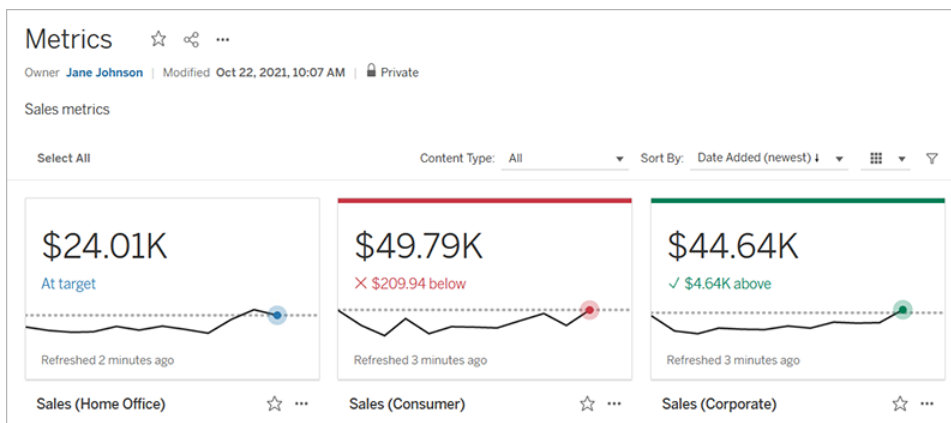 Metrics
Owner Jane Johnson | Modified Oct 22, 2021, 10:07 AM | Private
Sales metrics
Select All Content Type: All Sort By: Date Added (newest) ↓
$24.01K $49.79K $44.64K
At target × $209.94 below ✓ $4.64K above
Refreshed 2 minutes ago Refreshed 3 minutes ago Refreshed 3 minutes ago
Sales (Home Office) Sales (Consumer) Sales (Corporate)